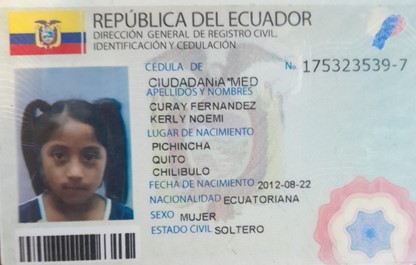 REPÚBLICA DEL ECUADOR
DIRECCIÓN GENERAL DE REGISTRO CIVIL,
IDENTIFICACIÓN Y CEDULACIÓN
CÉDULA DE No. 175323539-7
CIUDADANÍA*MED
APELLIDOS Y NOMBRES
CURAY FERNANDEZ
KERLY NOEMI
LUGAR DE NACIMIENTO
PICHINCHA
QUITO
CHILIBULO
FECHA DE NACIMIENTO 2012-08-22
NACIONALIDAD ECUATORIANA
SEXO MUJER
ESTADO CIVIL SOLTERO